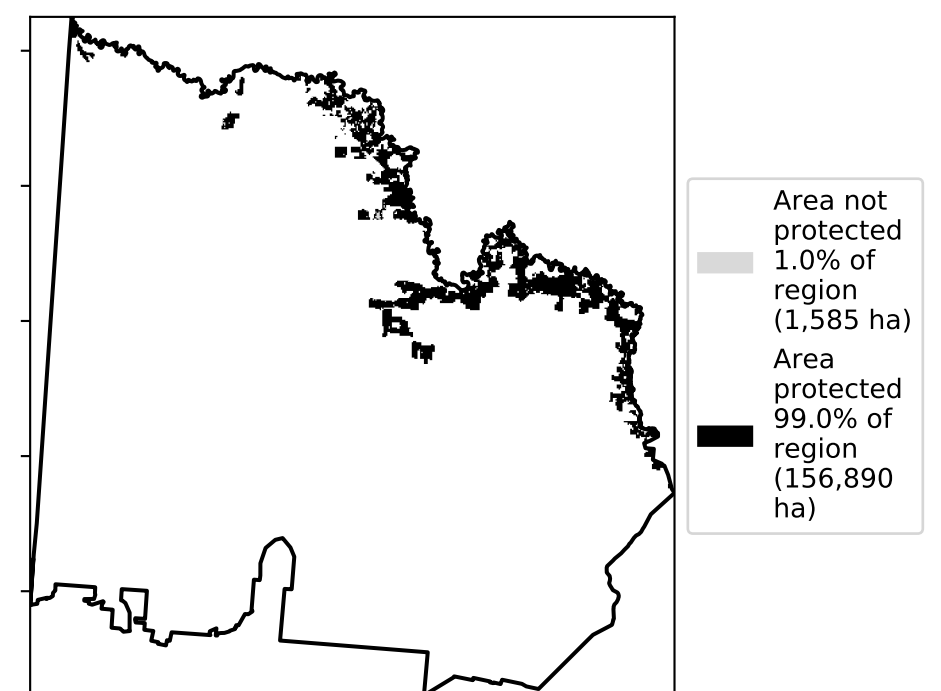 Area not
protected
1.0% of
region
(1,585 ha)
Area
protected
99.0% of
region
(156,890
ha)